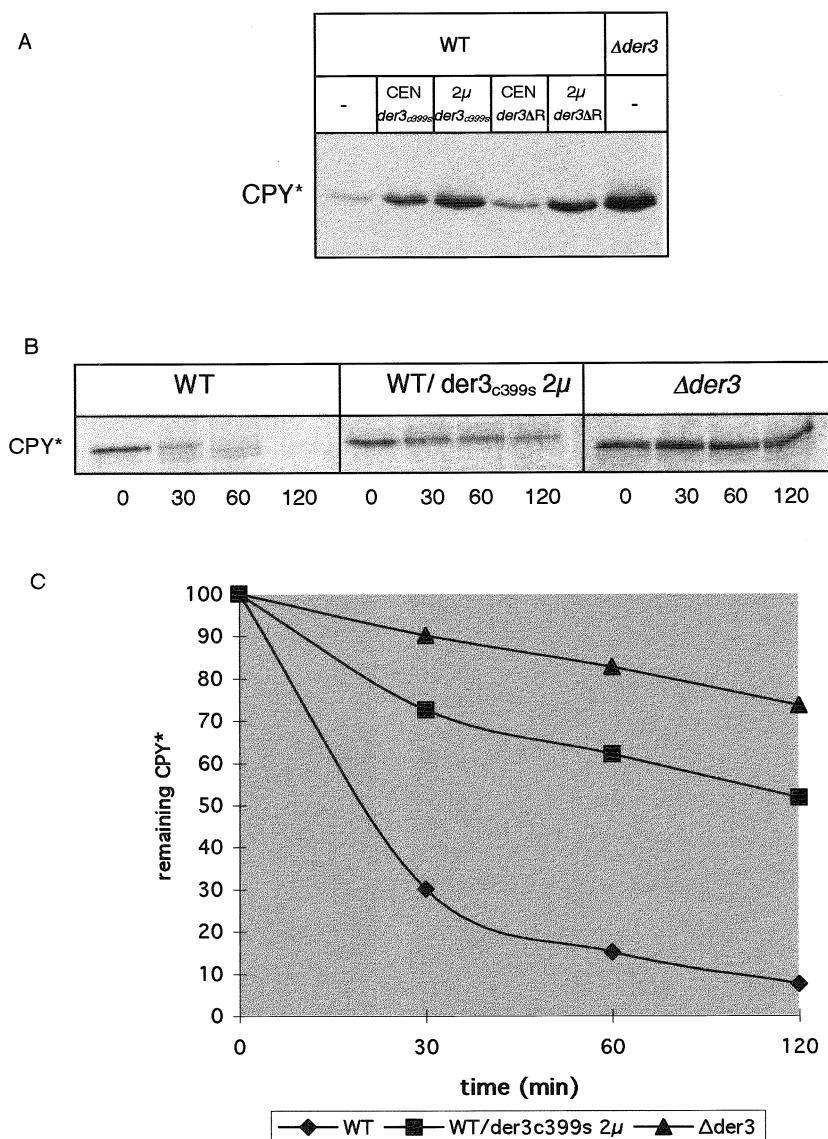 A
WT Δder3
- CEN der3c399s 2μ der3c399s CEN der3ΔR 2μ der3ΔR -
CPY*
B
WT WT/ der3c399s 2μ Δder3
CPY*
0 30 60 120 0 30 60 120 0 30 60 120
C
100
90
80
70
60
50
40
30
20
10
0
remaining CPY*
0 30 60 120
time (min)
WT WT/der3c399s 2μ Δder3